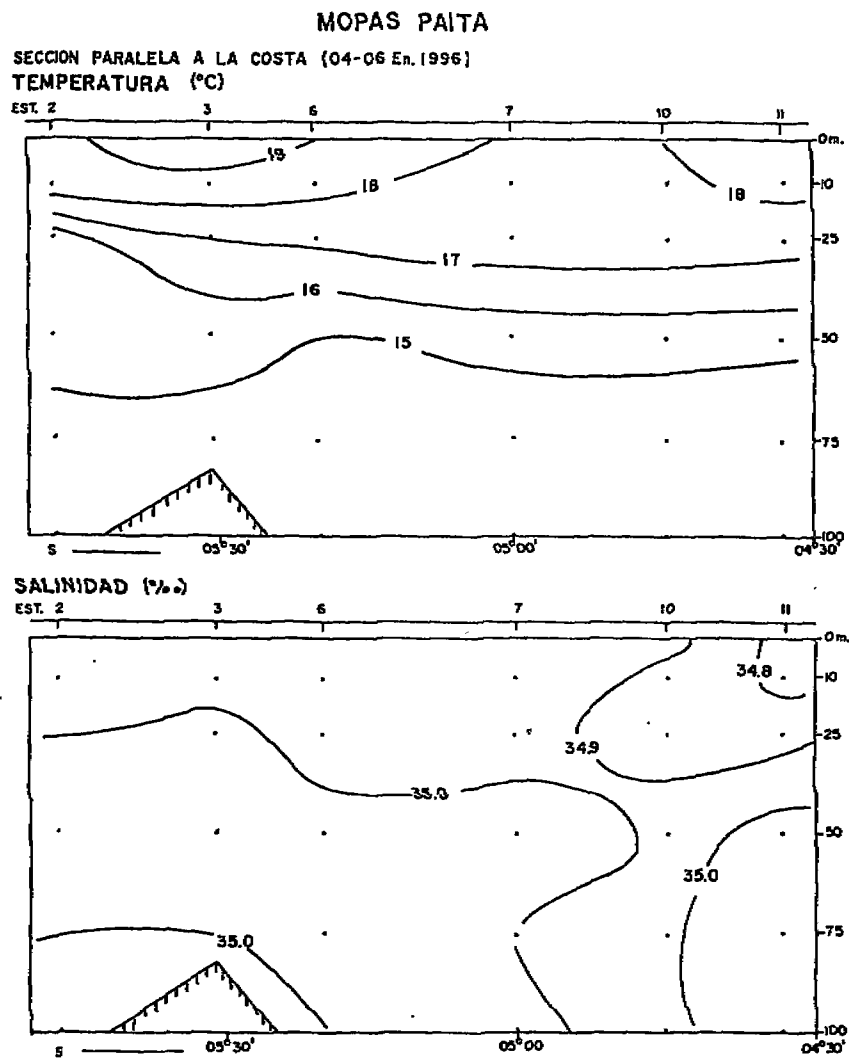 MOPAS PAITA
SECCION PARALELA A LA COSTA (04-06 En. 1996)
TEMPERATURA (°C)
EST. 2 3 6 7 10 11
0m.
19
18
18
10
25
17
16
15
50
75
100
S 05°30' 05°00' 04°30'
SALINIDAD (‰)
EST. 2 3 6 7 10 11
0m.
34.8
10
34.9
25
35.0
50
35.0
35.0
75
100
S 05°30' 05°00 04°30'